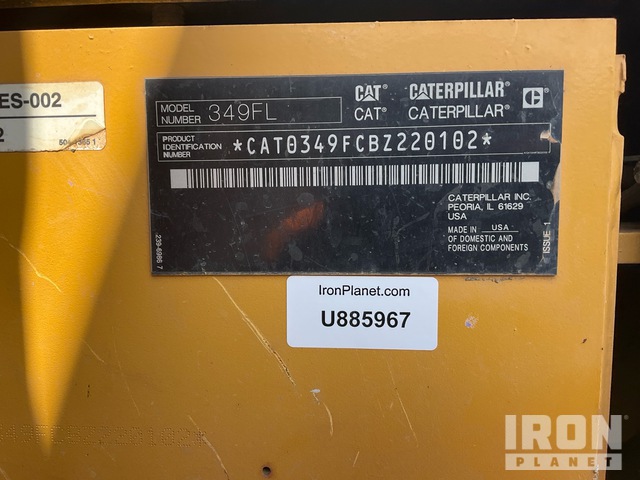 ES-002
2
MODEL
NUMBER 349FL
CAT® CATERPILLAR®
CAT® CATERPILLAR®
PRODUCT
IDENTIFICATION
NUMBER
*CAT0349FCBZ220102*
CATERPILLAR INC.
PEORIA, IL 61629
USA
MADE IN USA
OF DOMESTIC AND
FOREIGN COMPONENTS
ISSUE-1
239-6986 7
IronPlanet.com
U885967
IRON
PLANET